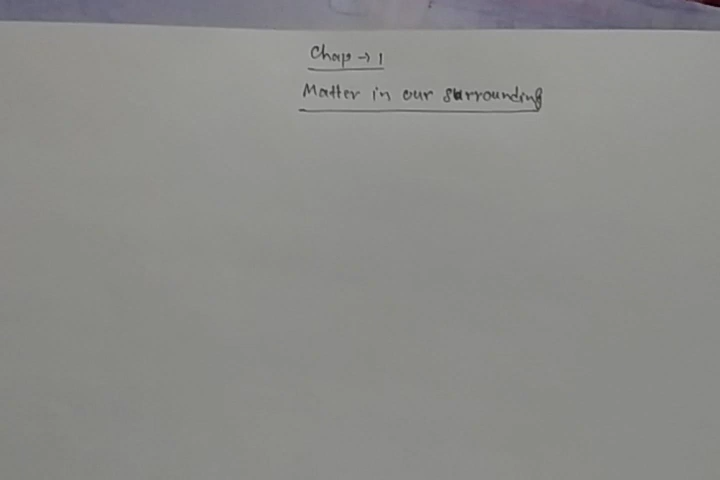 Chap → 1
Matter in our surrounding